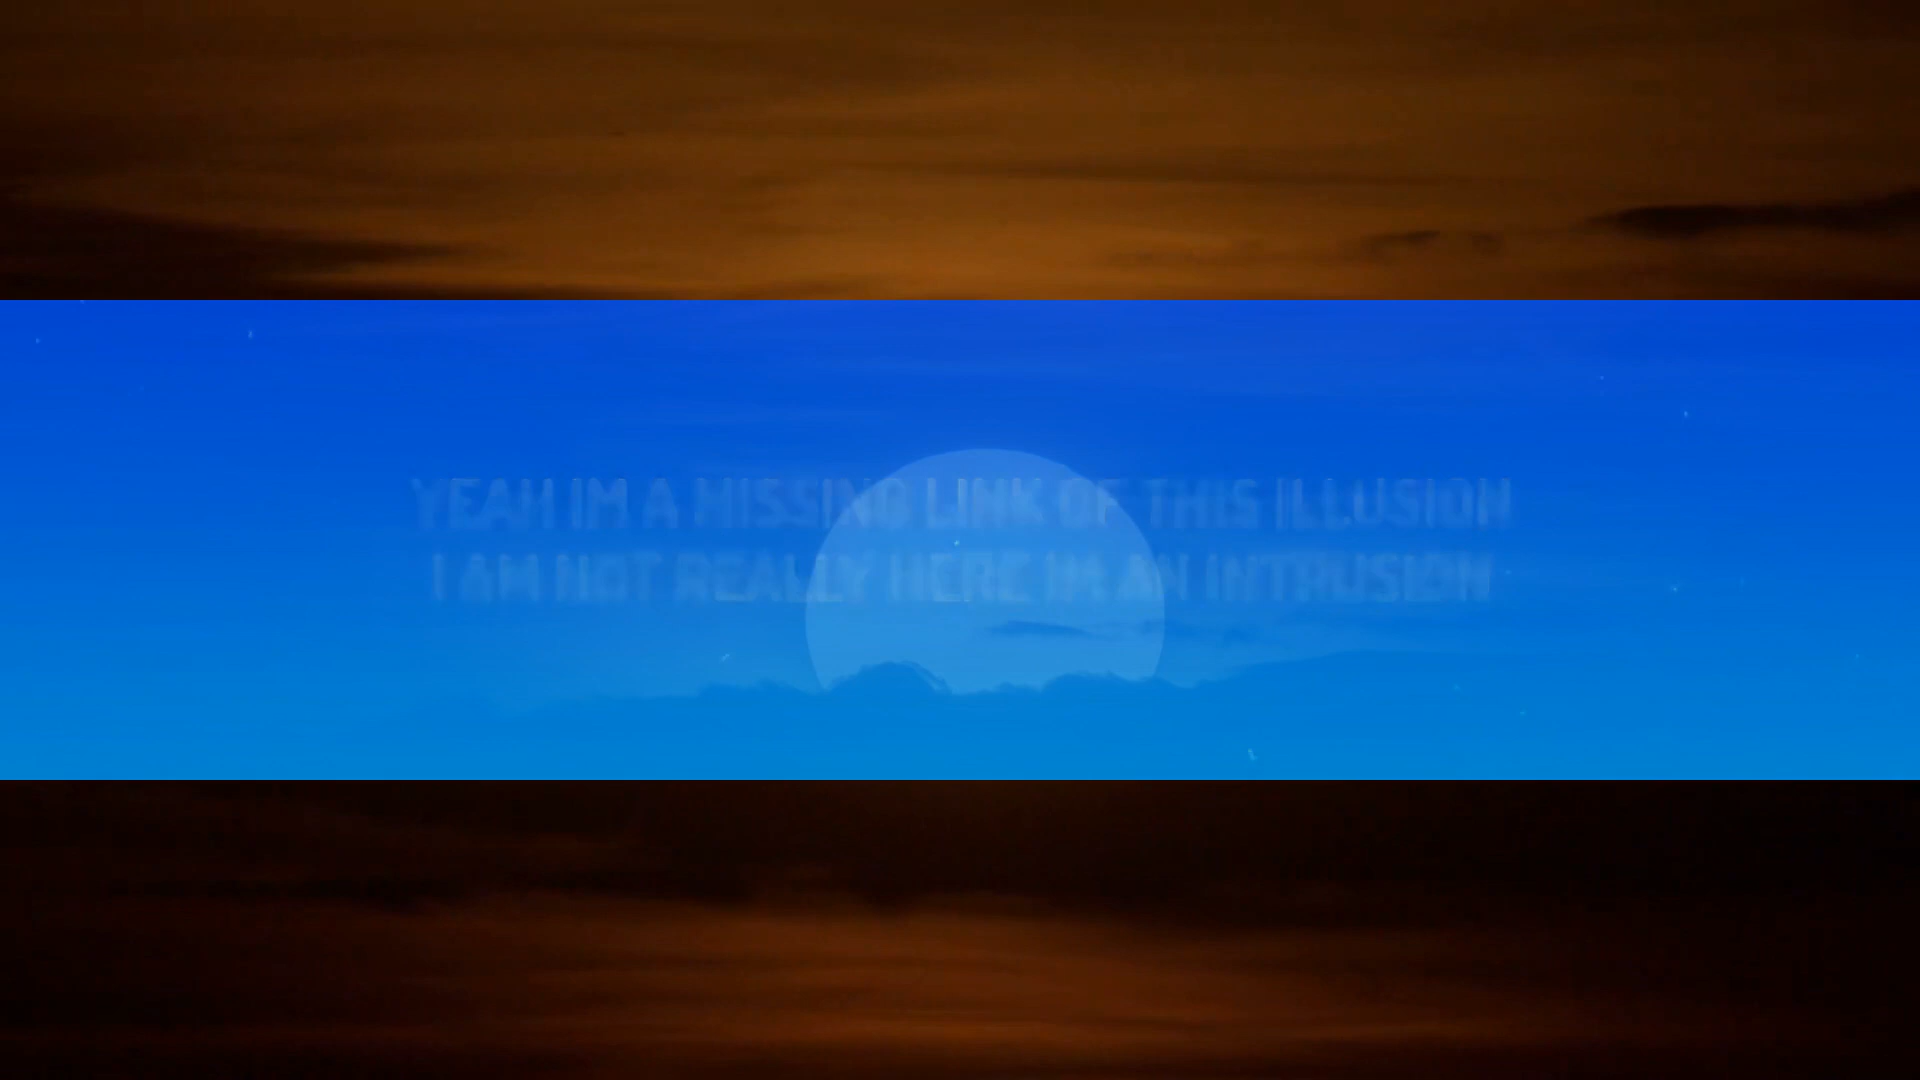 YEAH IM A MISSING LINK OF THIS ILLUSION
I AM NOT REALLY HERE IM AN INTRUSION